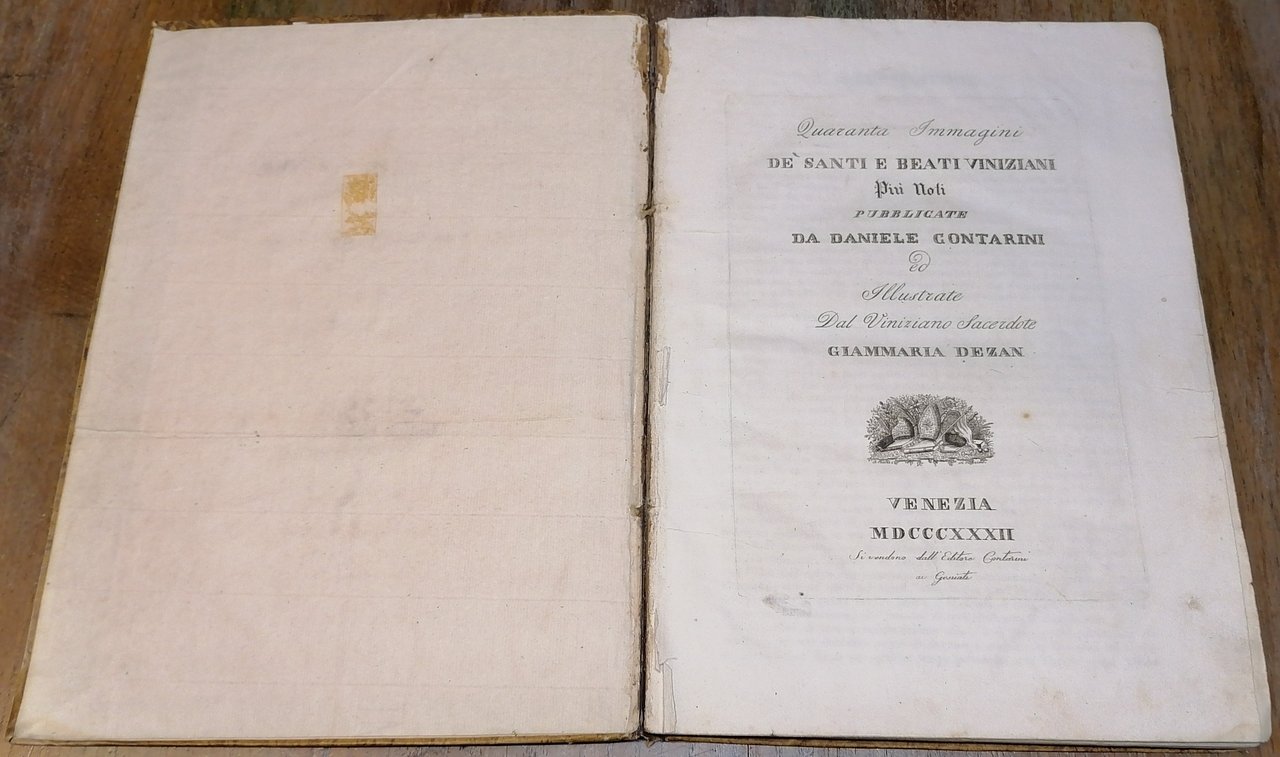 Quaranta Immagini
DE' SANTI E BEATI VINIZIANI
Più Noti
PUBBLICATE
DA DANIELE CONTARINI
ed
Illustrate
Dal Viniziano Sacerdote
GIAMMARIA DEZAN
VENEZIA
MDCCCXXXII
Si vendono dall' Editore Contarini
ai Gesuiti